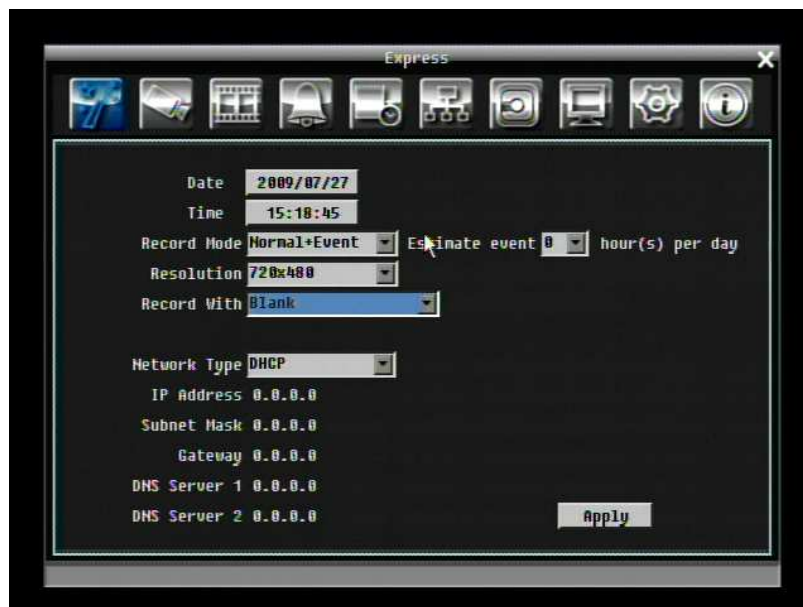 Express
Date 2009/07/27
Time 15:18:45
Record Mode Normal+Event Estimate event 0 hour(s) per day
Resolution 720x480
Record With Blank
Network Type DHCP
IP Address 0.0.0.0
Subnet Mask 0.0.0.0
Gateway 0.0.0.0
DNS Server 1 0.0.0.0
DNS Server 2 0.0.0.0
Apply